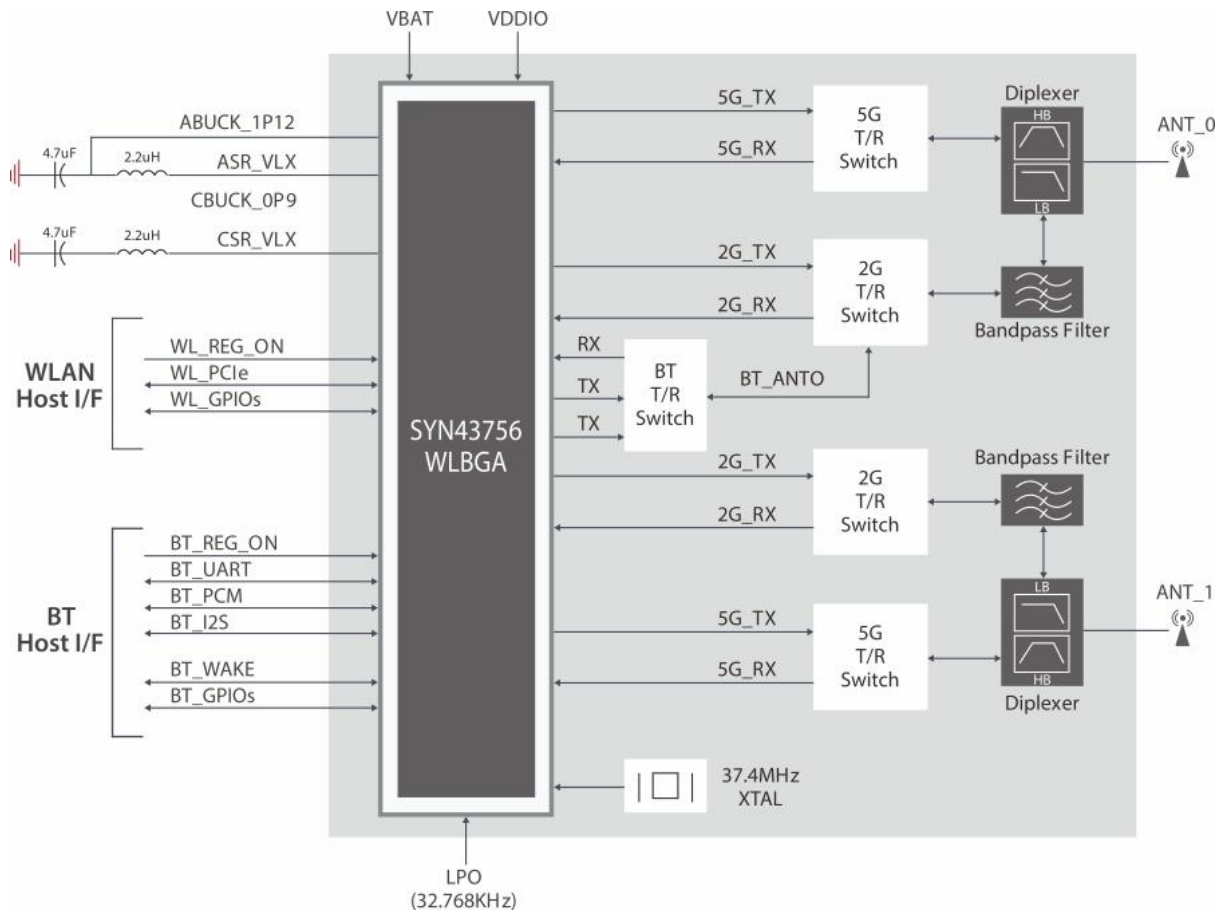 VBAT
VDDIO
ABUCK_1P12
4.7uF
2.2uH
ASR_VLX
CBUCK_0P9
4.7uF
2.2uH
CSR_VLX
WLAN
Host I/F
WL_REG_ON
WL_PCIe
WL_GPIOs
BT
Host I/F
BT_REG_ON
BT_UART
BT_PCM
BT_I2S
BT_WAKE
BT_GPIOs
SYN43756
WLBGA
LPO
(32.768KHz)
5G_TX
5G_RX
5G
T/R
Switch
Diplexer
HB
LB
ANT_0
2G_TX
2G_RX
2G
T/R
Switch
Bandpass Filter
RX
TX
TX
BT
T/R
Switch
BT_ANTO
2G_TX
2G_RX
2G
T/R
Switch
Bandpass Filter
5G_TX
5G_RX
5G
T/R
Switch
LB
HB
Diplexer
ANT_1
37.4MHz
XTAL